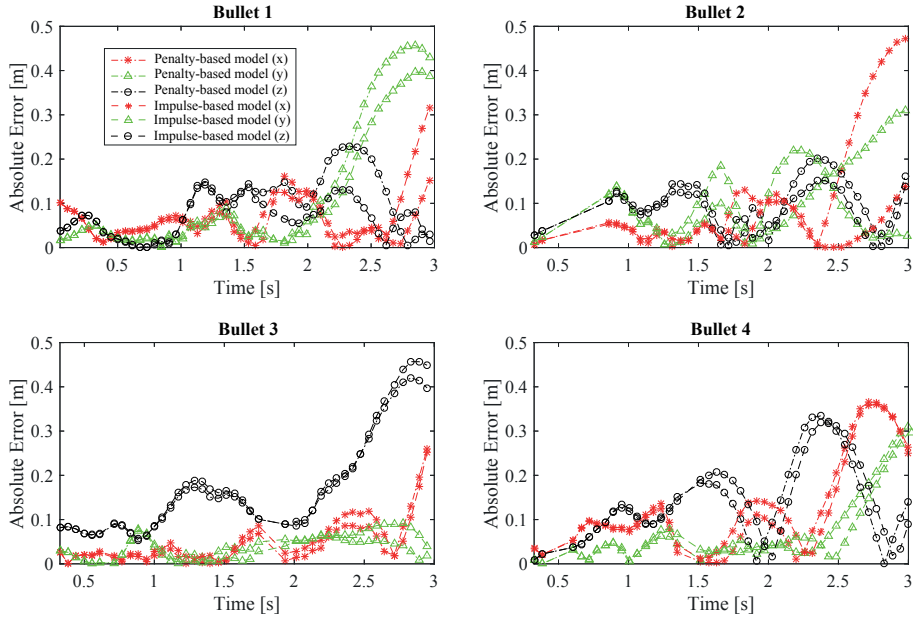 Bullet 1
Absolute Error [m]
0.5
0.4
0.3
0.2
0.1
0
Penalty-based model (x)
Penalty-based model (y)
Penalty-based model (z)
Impulse-based model (x)
Impulse-based model (y)
Impulse-based model (z)
0.5 1 1.5 2 2.5 3
Time [s]
Bullet 2
Absolute Error [m]
0.5
0.4
0.3
0.2
0.1
0
0.5 1 1.5 2 2.5 3
Time [s]
Bullet 3
Absolute Error [m]
0.5
0.4
0.3
0.2
0.1
0
0.5 1 1.5 2 2.5 3
Time [s]
Bullet 4
Absolute Error [m]
0.5
0.4
0.3
0.2
0.1
0
0.5 1 1.5 2 2.5 3
Time [s]